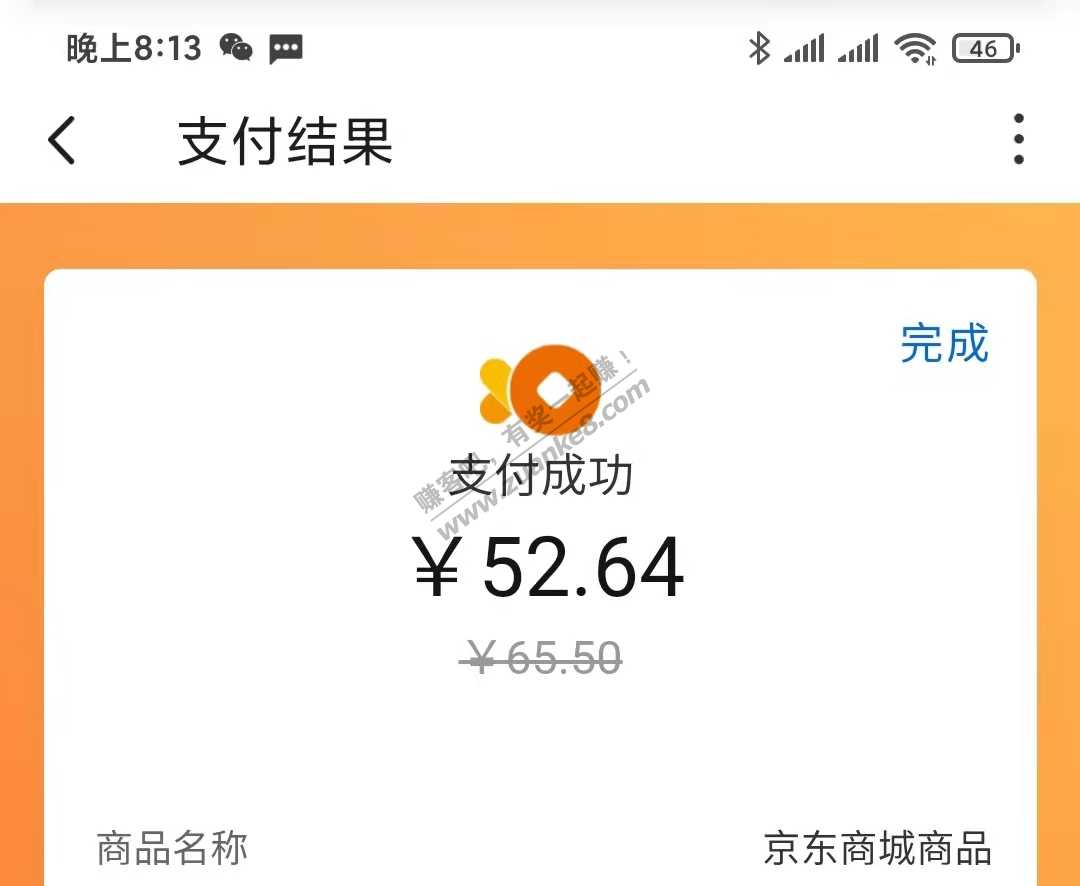 晚上8:13
46
支付结果
完成
赚客吧，有奖一起赚！
www.zuanke8.com
支付成功
￥52.64
￥65.50
商品名称 京东商城商品